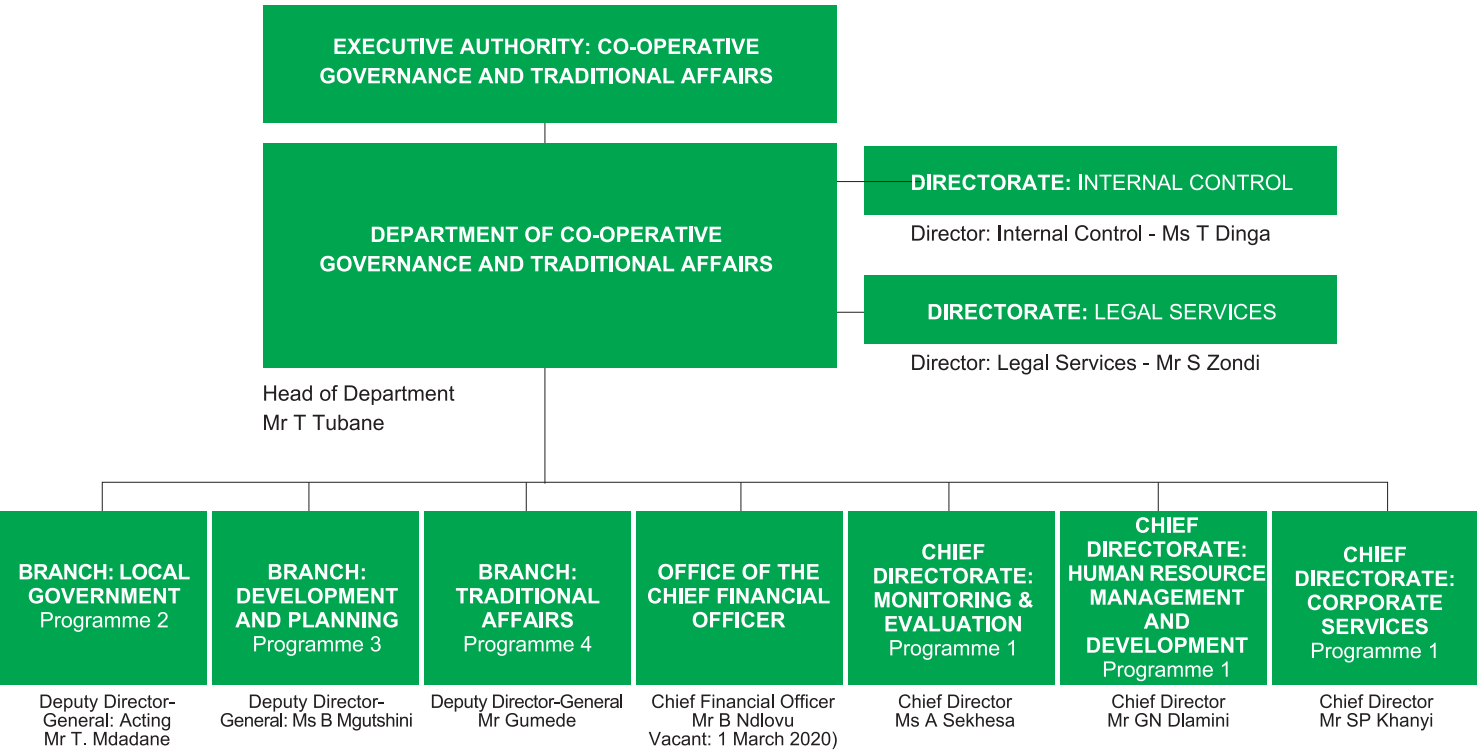 EXECUTIVE AUTHORITY: CO-OPERATIVE
GOVERNANCE AND TRADITIONAL AFFAIRS
DEPARTMENT OF CO-OPERATIVE
GOVERNANCE AND TRADITIONAL AFFAIRS
Head of Department
Mr T Tubane
DIRECTORATE: INTERNAL CONTROL
Director: Internal Control - Ms T Dinga
DIRECTORATE: LEGAL SERVICES
Director: Legal Services - Mr S Zondi
BRANCH: LOCAL
GOVERNMENT
Programme 2
Deputy Director-
General: Acting
Mr T. Mdadane
BRANCH:
DEVELOPMENT
AND PLANNING
Programme 3
Deputy Director-
General: Ms B Mgutshini
BRANCH:
TRADITIONAL
AFFAIRS
Programme 4
Deputy Director-General
Mr Gumede
OFFICE OF THE
CHIEF FINANCIAL
OFFICER
Chief Financial Officer
Mr B Ndlovu
Vacant: 1 March 2020)
CHIEF
DIRECTORATE:
MONITORING &
EVALUATION
Programme 1
Chief Director
Ms A Sekhesa
CHIEF
DIRECTORATE:
HUMAN RESOURCE
MANAGEMENT
AND
DEVELOPMENT
Programme 1
Chief Director
Mr GN Dlamini
CHIEF
DIRECTORATE:
CORPORATE
SERVICES
Programme 1
Chief Director
Mr SP Khanyi